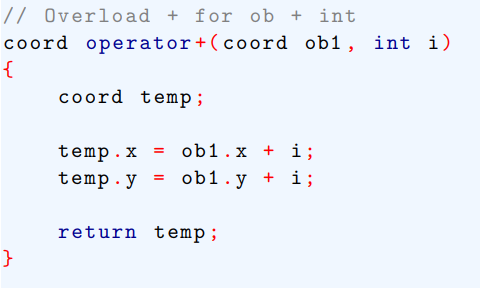 // Overload + for ob + int
coord operator+(coord ob1, int i)
{
    coord temp;

    temp.x = ob1.x + i;
    temp.y = ob1.y + i;

    return temp;
}